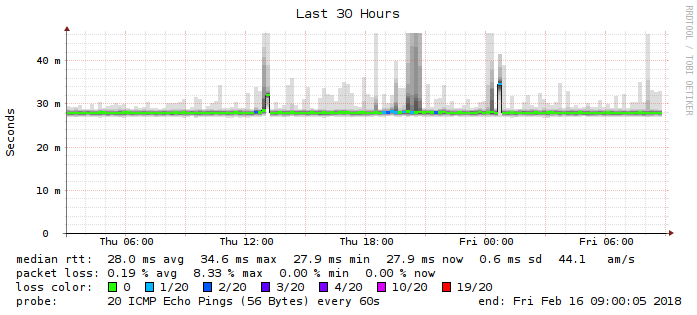 Last 30 Hours
RRDTOOL / TOBI OETIKER
Seconds
40 m
30 m
20 m
10 m
0
Thu 06:00 Thu 12:00 Thu 18:00 Fri 00:00 Fri 06:00
median rtt: 28.0 ms avg 34.6 ms max 27.9 ms min 27.9 ms now 0.6 ms sd 44.1 am/s
packet loss: 0.19 % avg 8.33 % max 0.00 % min 0.00 % now
loss color: 0 1/20 2/20 3/20 4/20 10/20 19/20
probe: 20 ICMP Echo Pings (56 Bytes) every 60s end: Fri Feb 16 09:00:05 2018